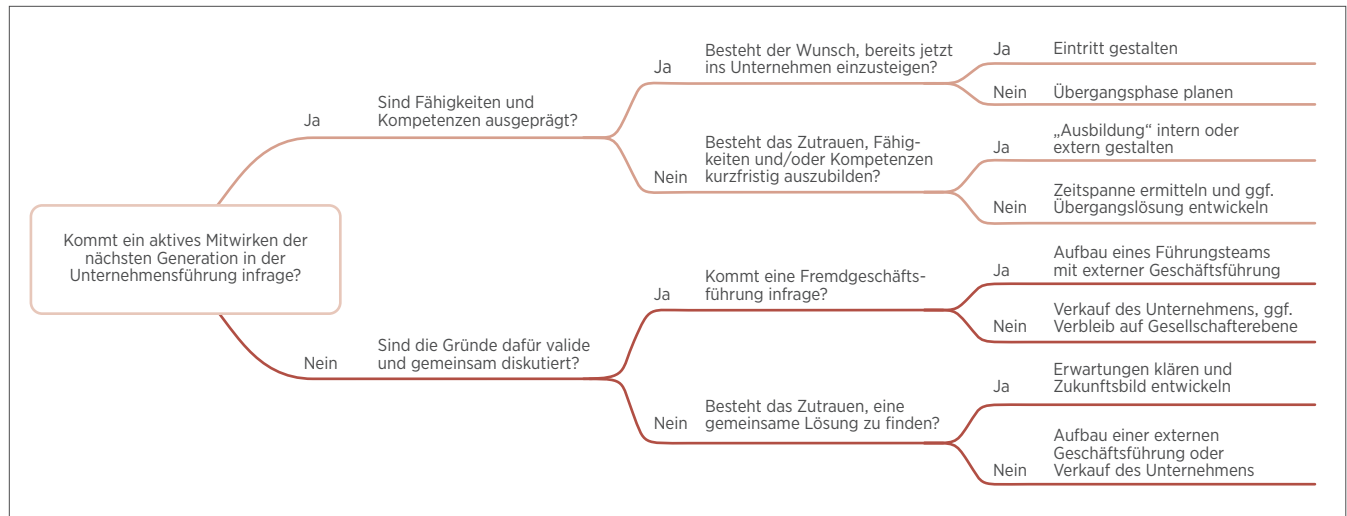 Kommt ein aktives Mitwirken der
nächsten Generation in der
Unternehmensführung infrage?
Ja
Sind Fähigkeiten und
Kompetenzen ausgeprägt?
Ja
Besteht der Wunsch, bereits jetzt
ins Unternehmen einzusteigen?
Ja
Eintritt gestalten
Nein
Übergangsphase planen
Nein
Besteht das Zutrauen, Fähig-
keiten und/oder Kompetenzen
kurzfristig auszubilden?
Ja
„Ausbildung“ intern oder
extern gestalten
Nein
Zeitspanne ermitteln und ggf.
Übergangslösung entwickeln
Nein
Sind die Gründe dafür valide
und gemeinsam diskutiert?
Ja
Kommt eine Fremdgeschäfts-
führung infrage?
Ja
Aufbau eines Führungsteams
mit externer Geschäftsführung
Nein
Verkauf des Unternehmens, ggf.
Verbleib auf Gesellschafterebene
Nein
Besteht das Zutrauen, eine
gemeinsame Lösung zu finden?
Ja
Erwartungen klären und
Zukunftsbild entwickeln
Nein
Aufbau einer externen
Geschäftsführung oder
Verkauf des Unternehmens